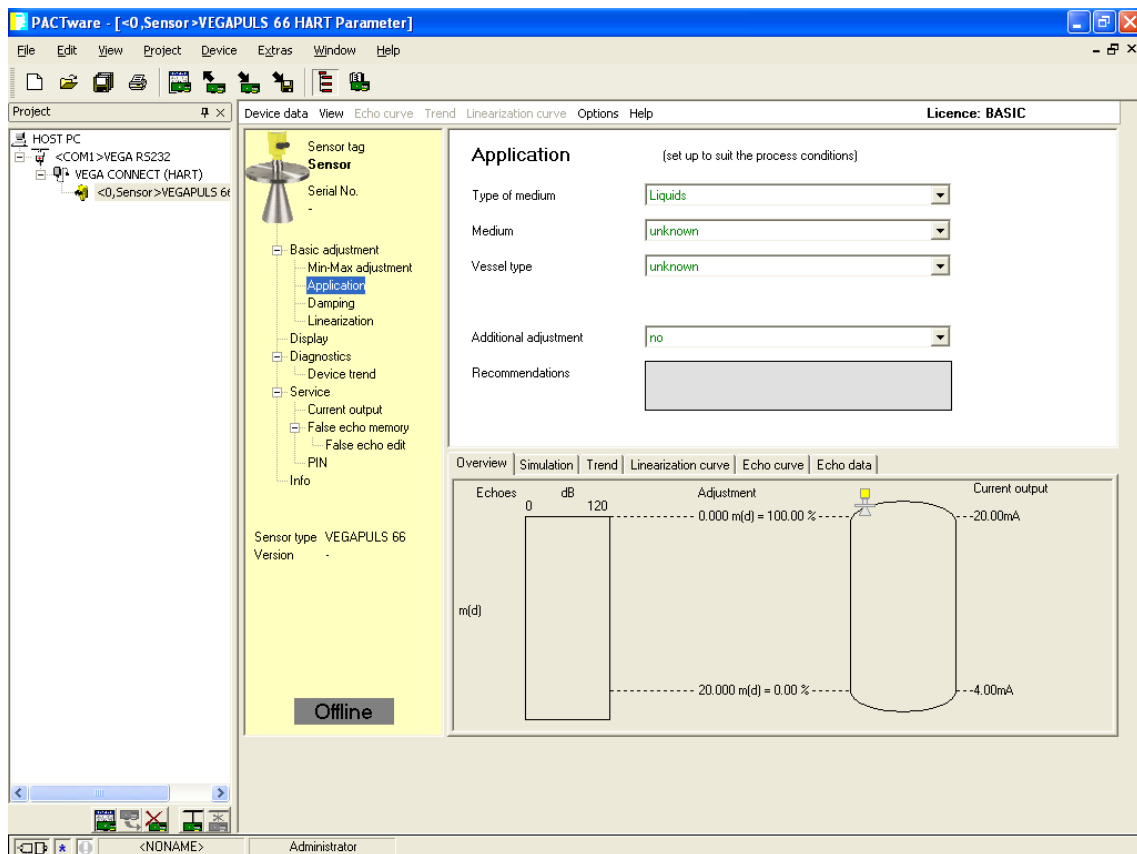 PACTware - [<0,Sensor>VEGAPULS 66 HART Parameter]
File Edit View Project Device Extras Window Help
Project
Device data View Echo curve Trend Linearization curve Options Help Licence: BASIC
HOST PC
<COM1>VEGA RS232
VEGA CONNECT (HART)
<0,Sensor>VEGAPULS 66
Sensor tag
Sensor
Serial No.
-
Basic adjustment
Min-Max adjustment
Application
Damping
Linearization
Display
Diagnostics
Device trend
Service
Current output
False echo memory
False echo edit
PIN
Info
Sensor type VEGAPULS 66
Version -
Offline
Application (set up to suit the process conditions)
Type of medium Liquids
Medium unknown
Vessel type unknown
Additional adjustment no
Recommendations
Overview Simulation Trend Linearization curve Echo curve Echo data
Echoes dB Adjustment Current output
0 120 0.000 m(d) = 100.00 % 20.00mA
m(d)
20.000 m(d) = 0.00 % 4.00mA
<NONAME> Administrator